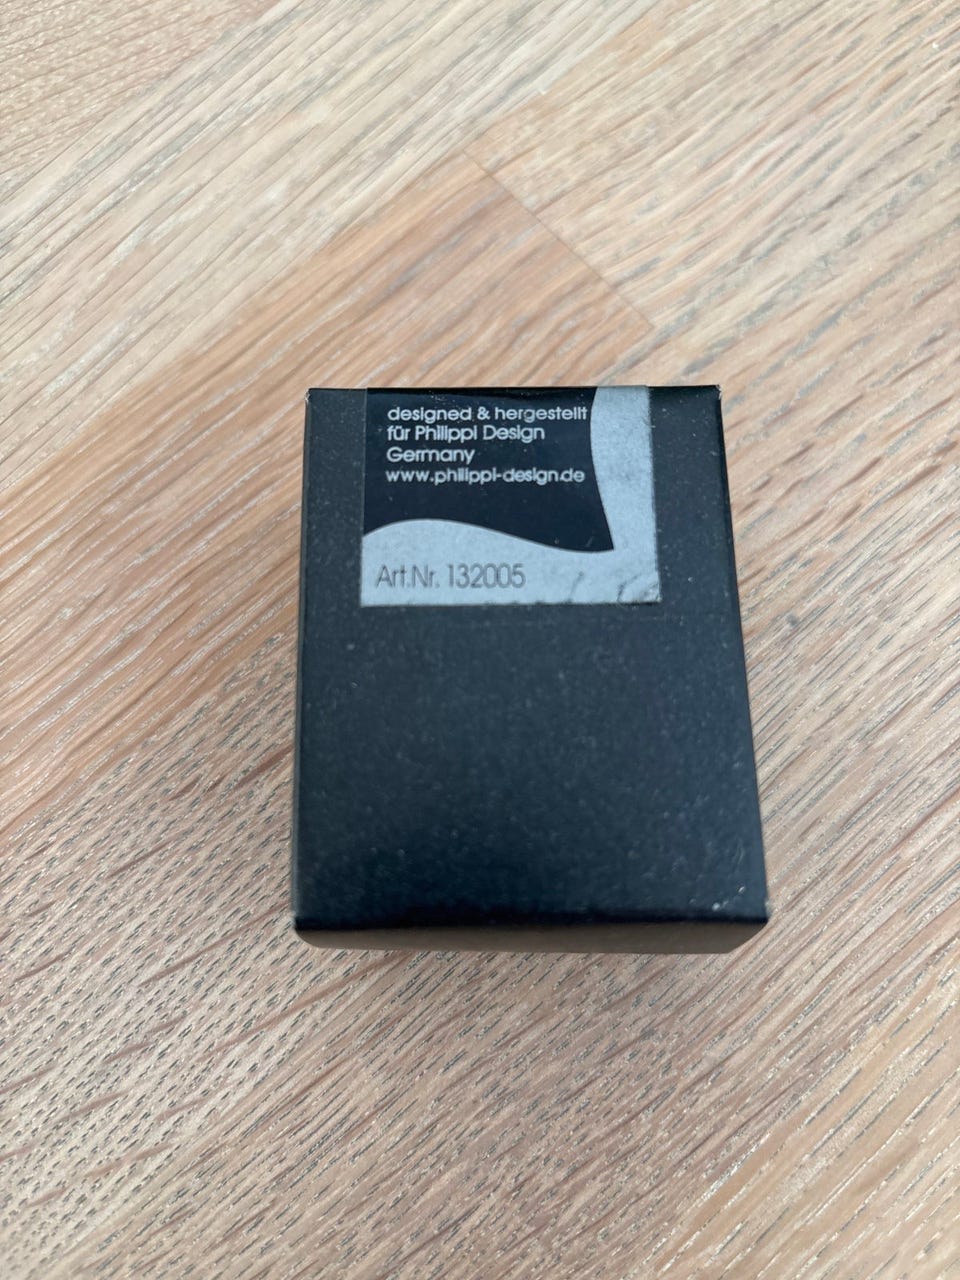 designed & hergestellt
für Philippi Design
Germany
www.philippi-design.de
Art.Nr. 132005